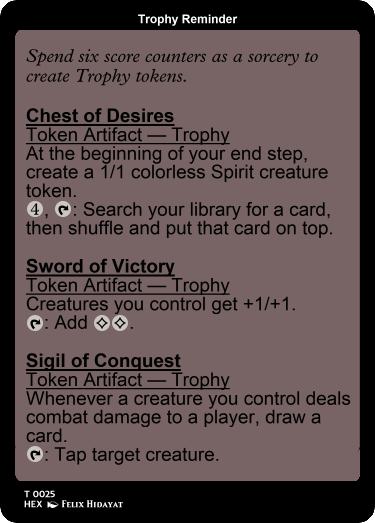 Trophy Reminder
Spend six score counters as a sorcery to
create Trophy tokens.
Chest of Desires
Token Artifact — Trophy
At the beginning of your end step,
create a 1/1 colorless Spirit creature
token.
4, : Search your library for a card,
then shuffle and put that card on top.
Sword of Victory
Token Artifact — Trophy
Creatures you control get +1/+1.
: Add .
Sigil of Conquest
Token Artifact — Trophy
Whenever a creature you control deals
combat damage to a player, draw a
card.
: Tap target creature.
T 0025
HEX Felix Hidayat